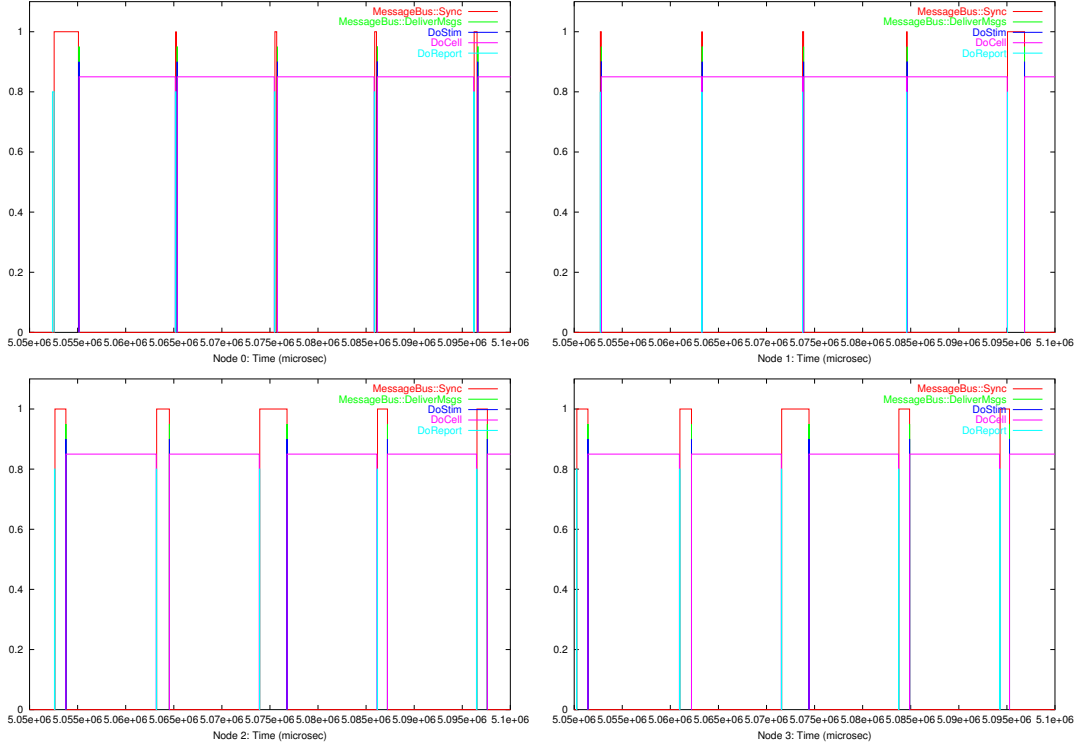 MessageBus::Sync
MessageBus::DeliverMsgs
DoStim
DoCell
DoReport
1
0.8
0.6
0.4
0.2
0
5.05e+06 5.055e+06 5.06e+06 5.065e+06 5.07e+06 5.075e+06 5.08e+06 5.085e+06 5.09e+06 5.095e+06 5.1e+06
Node 0: Time (microsec)
MessageBus::Sync
MessageBus::DeliverMsgs
DoStim
DoCell
DoReport
1
0.8
0.6
0.4
0.2
0
5.05e+06 5.055e+06 5.06e+06 5.065e+06 5.07e+06 5.075e+06 5.08e+06 5.085e+06 5.09e+06 5.095e+06 5.1e+06
Node 1: Time (microsec)
MessageBus::Sync
MessageBus::DeliverMsgs
DoStim
DoCell
DoReport
1
0.8
0.6
0.4
0.2
0
5.05e+06 5.055e+06 5.06e+06 5.065e+06 5.07e+06 5.075e+06 5.08e+06 5.085e+06 5.09e+06 5.095e+06 5.1e+06
Node 2: Time (microsec)
MessageBus::Sync
MessageBus::DeliverMsgs
DoStim
DoCell
DoReport
1
0.8
0.6
0.4
0.2
0
5.05e+06 5.055e+06 5.06e+06 5.065e+06 5.07e+06 5.075e+06 5.08e+06 5.085e+06 5.09e+06 5.095e+06 5.1e+06
Node 3: Time (microsec)